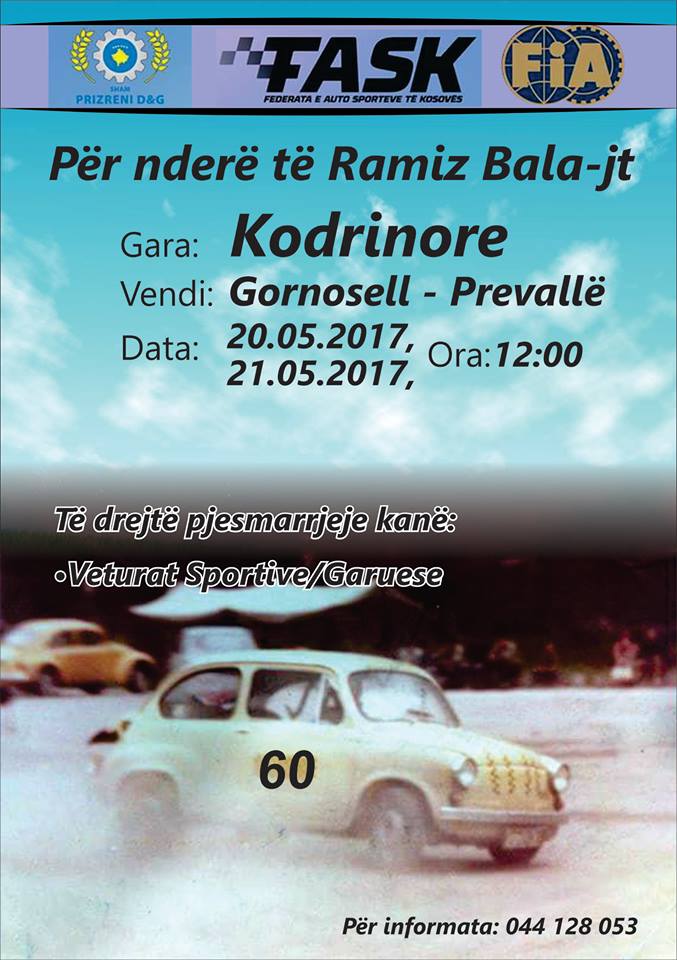 SHAM
PRIZRENI D&G
FASK
FEDERATA E AUTO SPORTEVE TË KOSOVËS
FiA
Për nderë të Ramiz Bala-jt
Gara: Kodrinore
Vendi: Gornosell - Prevallë
Data: 20.05.2017, Ora:12:00
21.05.2017,
Të drejtë pjesmarrjeje kanë:
•Veturat Sportive/Garuese
60
Për informata: 044 128 053